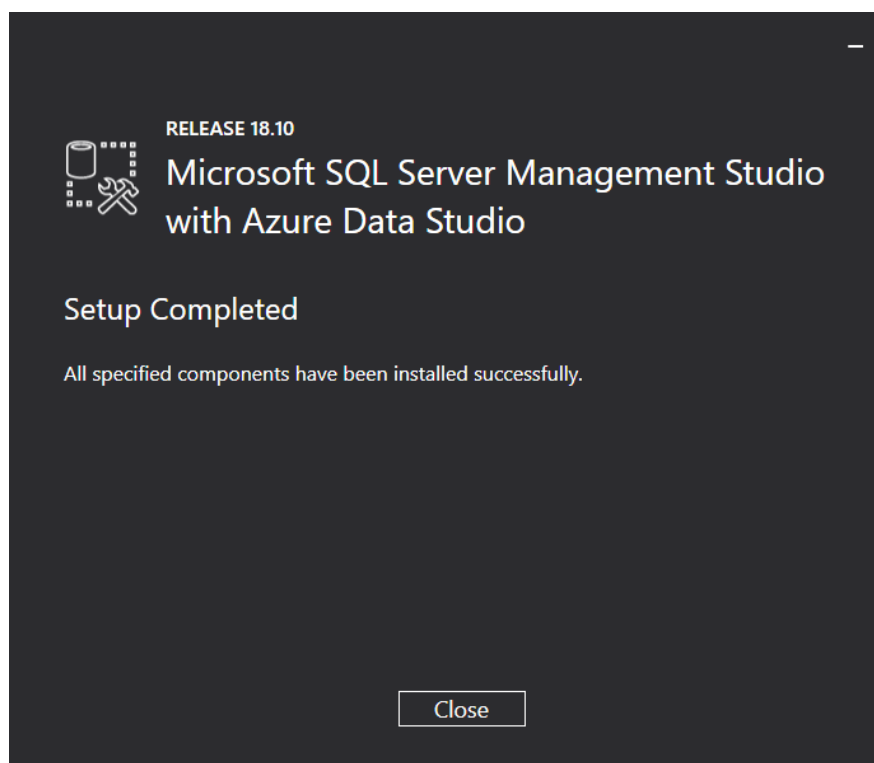 RELEASE 18.10
Microsoft SQL Server Management Studio
with Azure Data Studio
Setup Completed
All specified components have been installed successfully.
Close